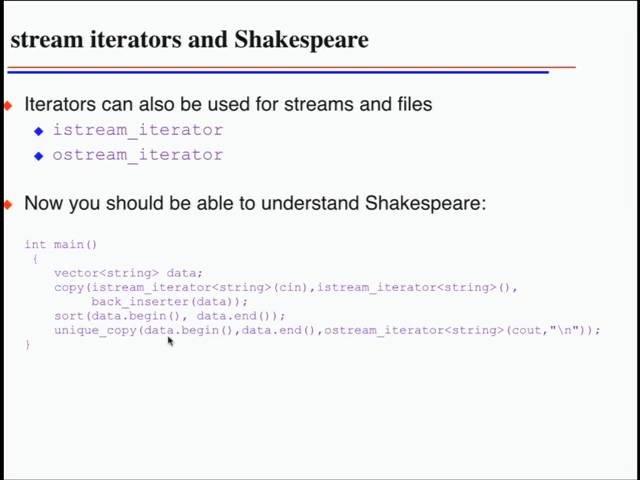 stream iterators and Shakespeare
Iterators can also be used for streams and files
istream_iterator
ostream_iterator
Now you should be able to understand Shakespeare:
int main()
{
vector<string> data;
copy(istream_iterator<string>(cin),istream_iterator<string>(),
back_inserter(data));
sort(data.begin(), data.end());
unique_copy(data.begin(),data.end(),ostream_iterator<string>(cout,"\n"));
}